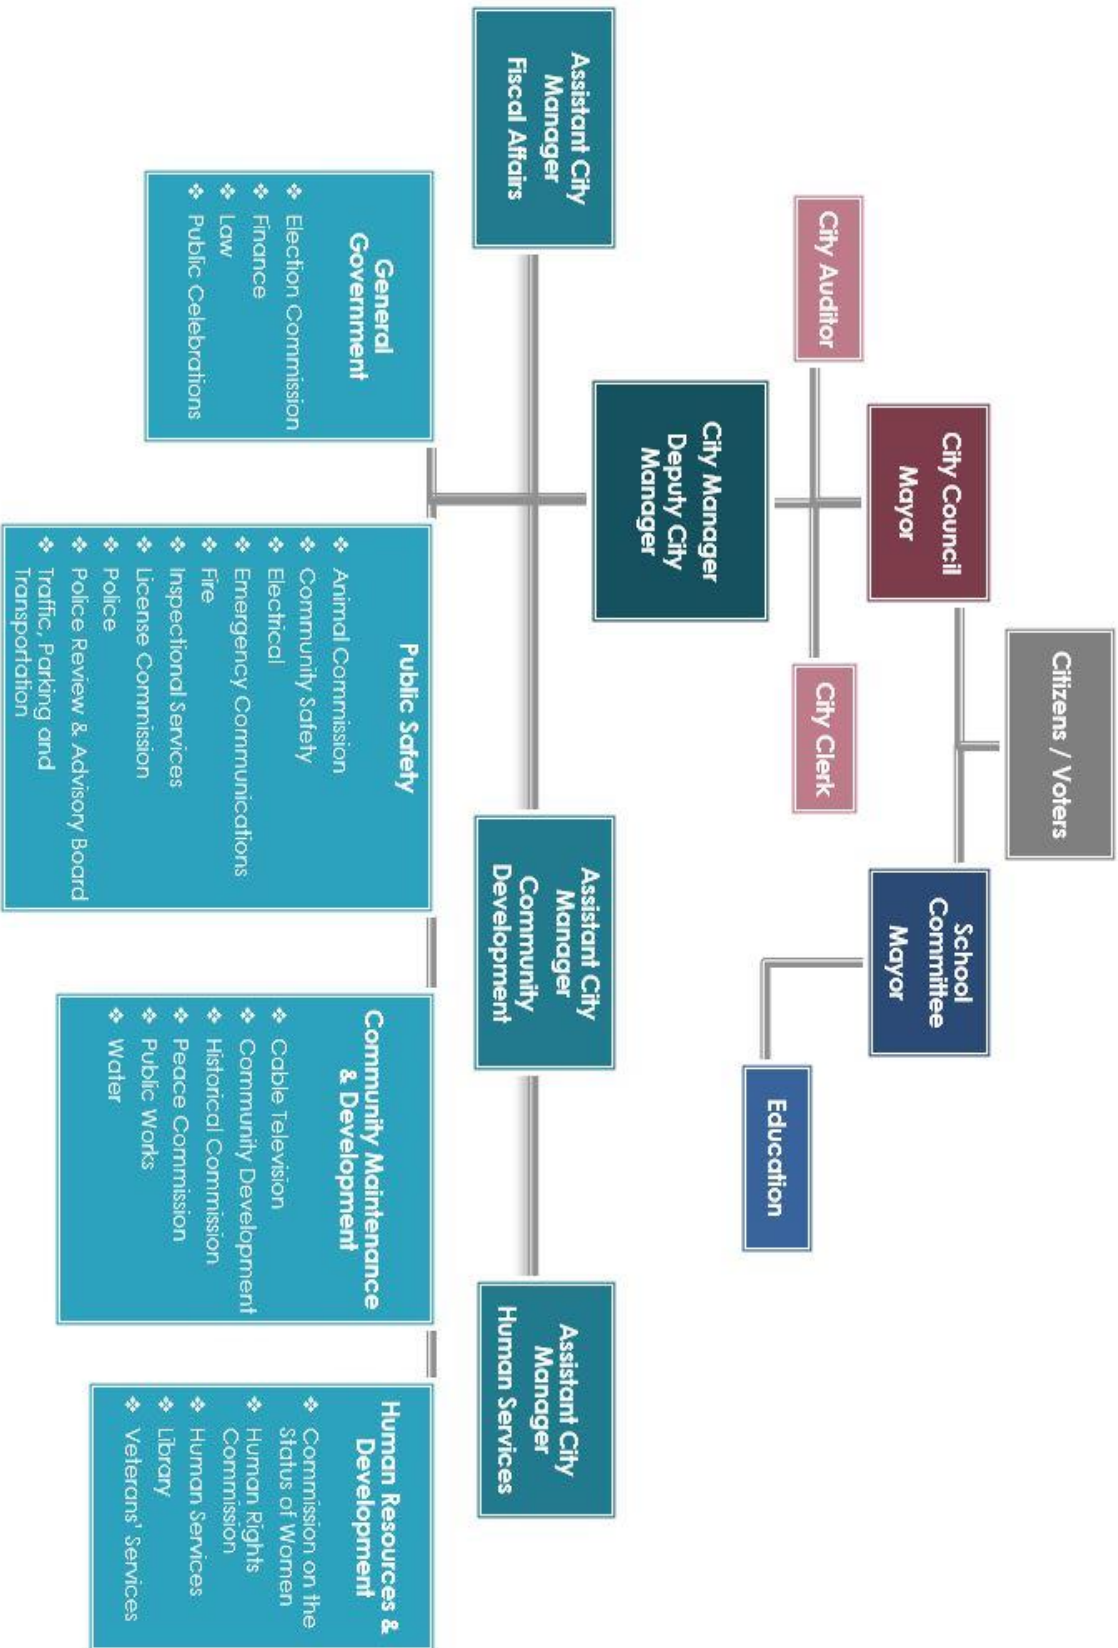 Citizens / Voters
City Council
Mayor
School
Committee
Mayor
City Auditor
City Clerk
Education
City Manager
Deputy City
Manager
Assistant City
Manager
Fiscal Affairs
Assistant City
Manager
Community
Development
Assistant City
Manager
Human Services
General
Government
❖ Election Commission
❖ Finance
❖ Law
❖ Public Celebrations
Public Safety
❖ Animal Commission
❖ Community Safety
❖ Electrical
❖ Emergency Communications
❖ Fire
❖ Inspectional Services
❖ License Commission
❖ Police
❖ Police Review & Advisory Board
❖ Traffic, Parking and
Transportation
Community Maintenance
& Development
❖ Cable Television
❖ Community Development
❖ Historical Commission
❖ Peace Commission
❖ Public Works
❖ Water
Human Resources &
Development
❖ Commission on the
Status of Women
❖ Human Rights
Commission
❖ Human Services
❖ Library
❖ Veterans' Services